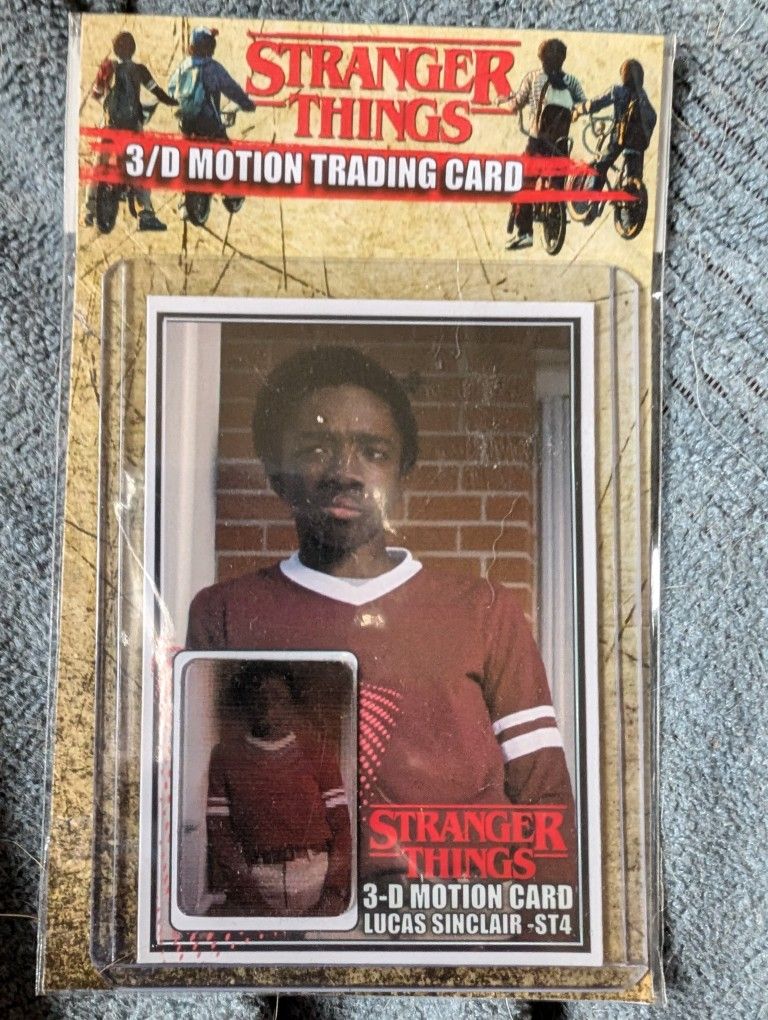 STRANGER
THINGS
3/D MOTION TRADING CARD
STRANGER
THINGS
3-D MOTION CARD
LUCAS SINCLAIR -ST4